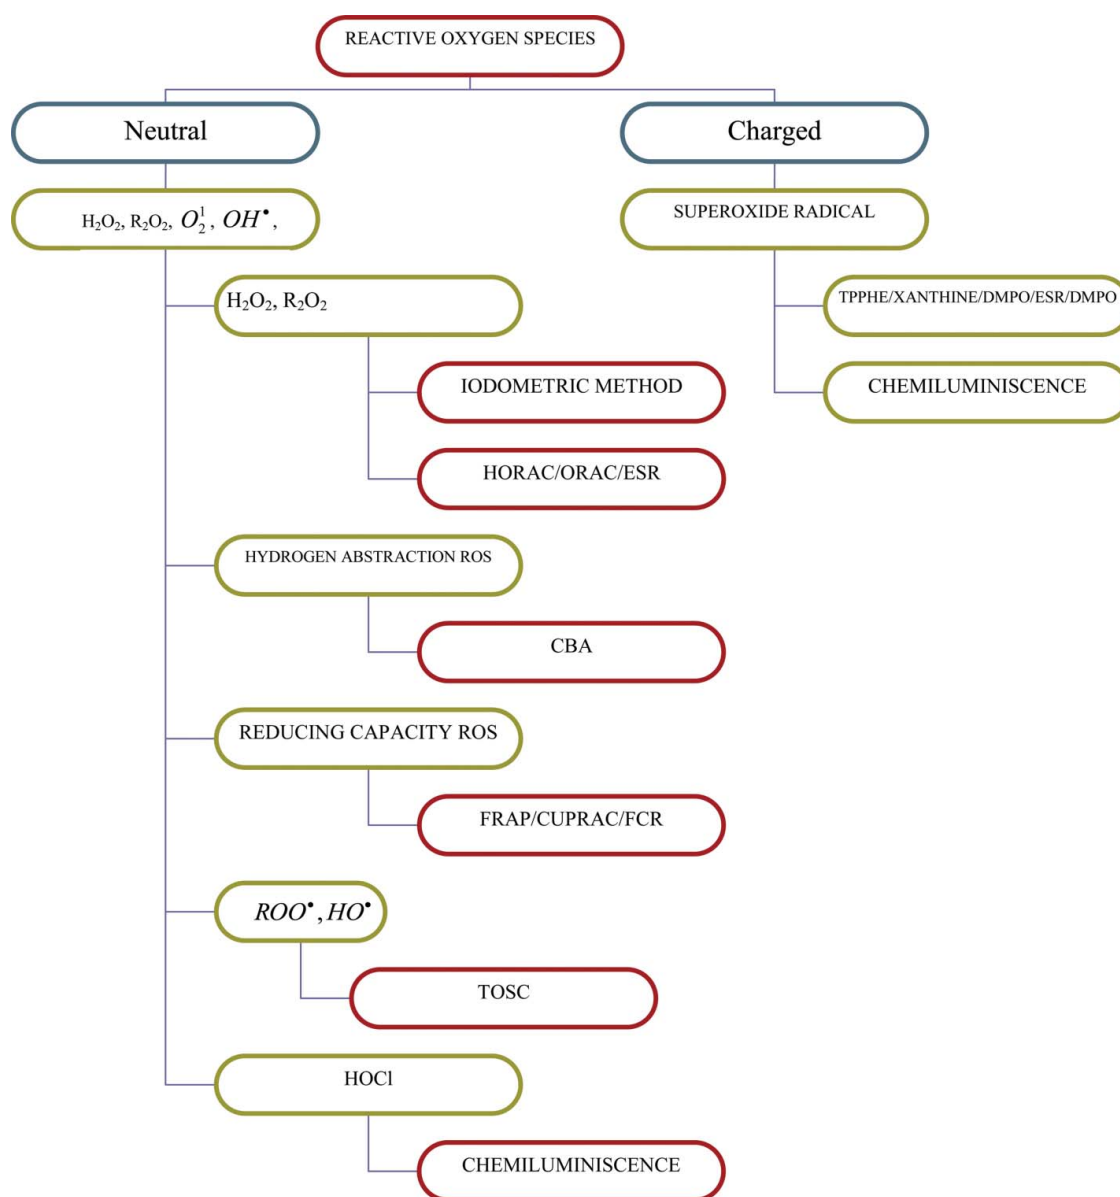 REACTIVE OXYGEN SPECIES
Neutral
Charged
H₂O₂, R₂O₂, O₂¹, OH•,
SUPEROXIDE RADICAL
H₂O₂, R₂O₂
TPPHE/XANTHINE/DMPO/ESR/DMPO
IODOMETRIC METHOD
CHEMILUMINISCENCE
HORAC/ORAC/ESR
HYDROGEN ABSTRACTION ROS
CBA
REDUCING CAPACITY ROS
FRAP/CUPRAC/FCR
ROO•, HO•
TOSC
HOCl
CHEMILUMINISCENCE